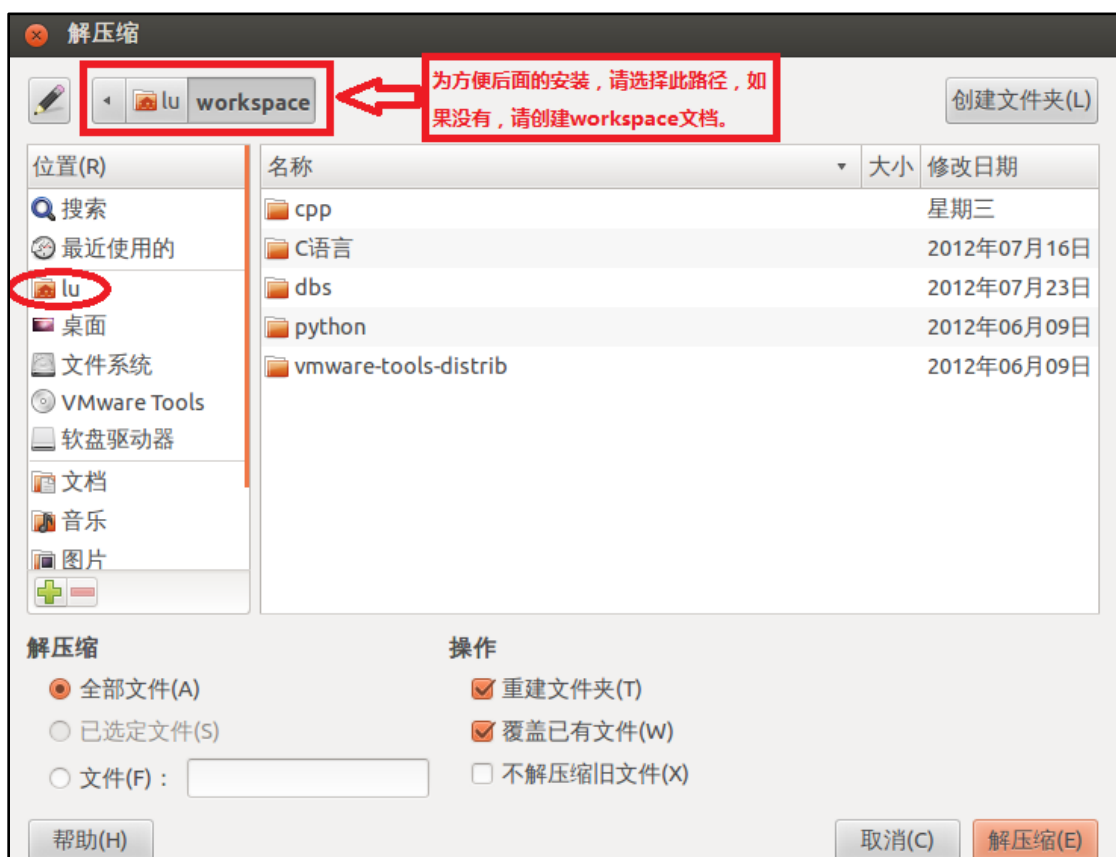 解压缩
lu workspace
为方便后面的安装，请选择此路径，如
果没有，请创建workspace文档。
创建文件夹(L)
位置(R)
名称 大小 修改日期
搜索
最近使用的
lu
桌面
文件系统
VMware Tools
软盘驱动器
文档
音乐
图片
cpp 星期三
C语言 2012年07月16日
dbs 2012年07月23日
python 2012年06月09日
vmware-tools-distrib 2012年06月09日
解压缩
全部文件(A)
已选定文件(S)
文件(F)：
操作
重建文件夹(T)
覆盖已有文件(W)
不解压缩旧文件(X)
帮助(H)
取消(C)
解压缩(E)